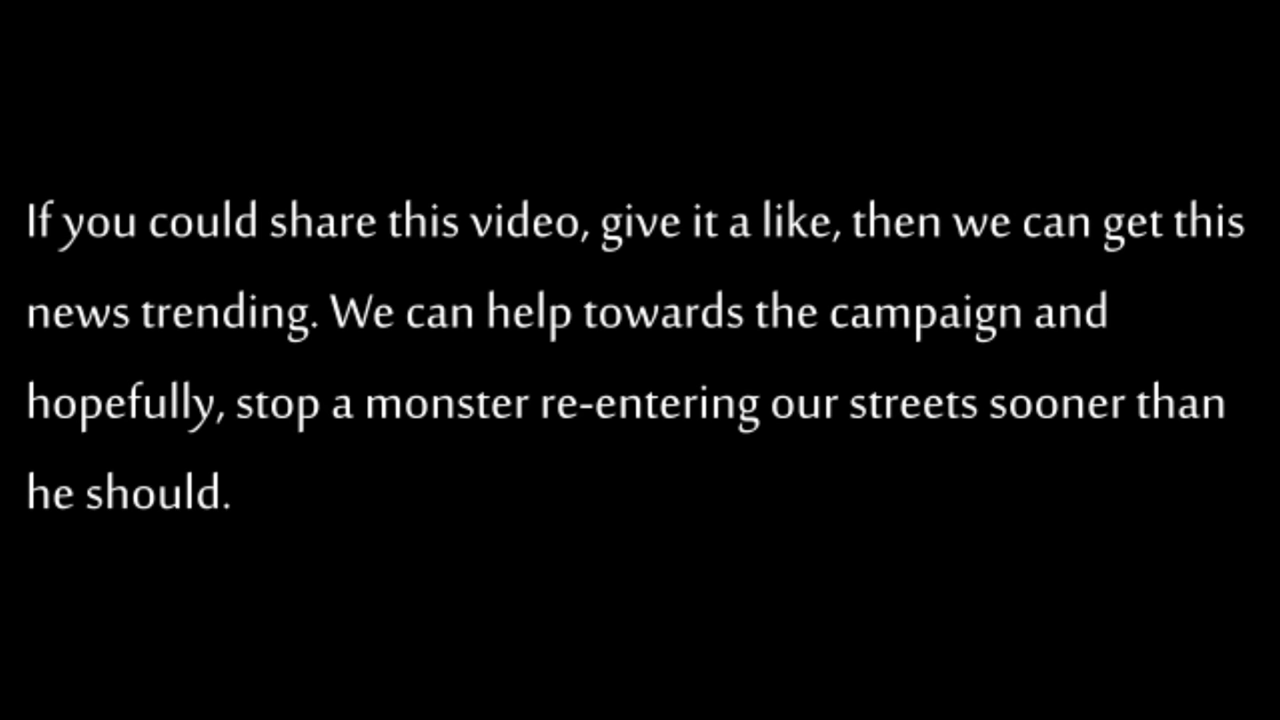 If you could share this video, give it a like, then we can get this
news trending. We can help towards the campaign and
hopefully, stop a monster re-entering our streets sooner than
he should.